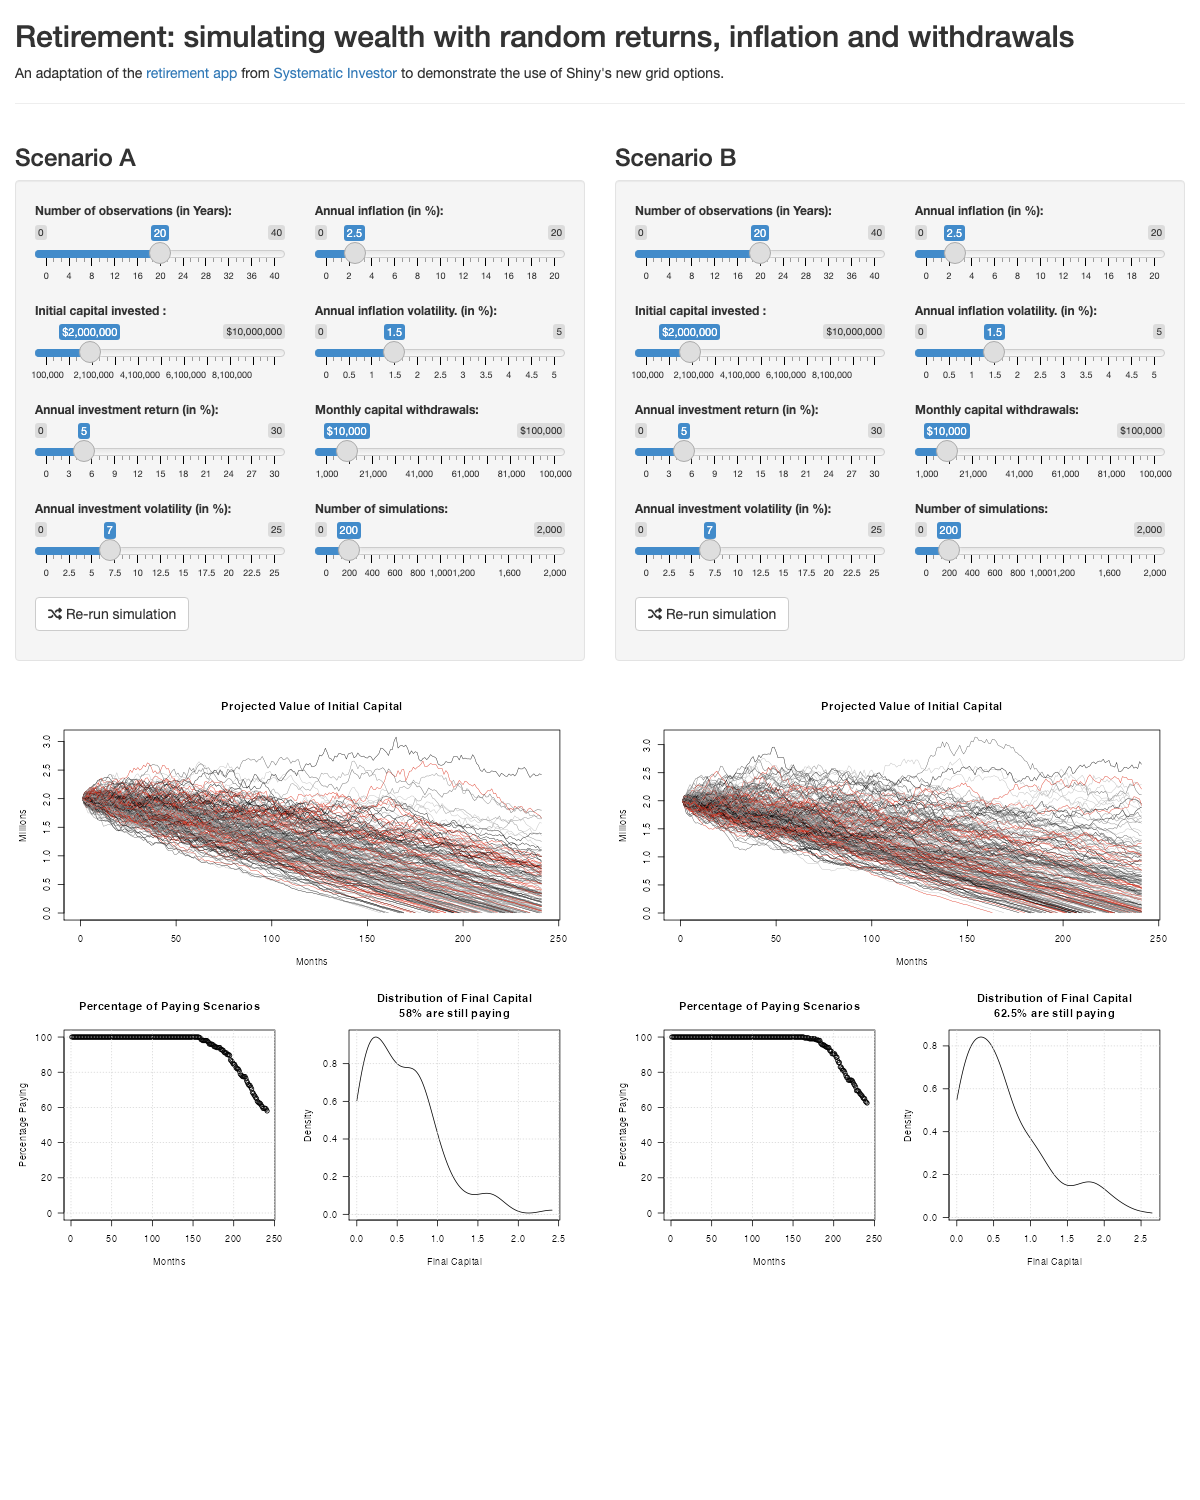 Retirement: simulating wealth with random returns, inflation and withdrawals
An adaptation of the retirement app from Systematic Investor to demonstrate the use of Shiny's new grid options.
Scenario A
Number of observations (in Years):
0 20 40
0 4 8 12 16 20 24 28 32 36 40
Annual inflation (in %):
0 2.5 20
0 2 4 6 8 10 12 14 16 18 20
Initial capital invested :
$2,000,000 $10,000,000
100,000 2,100,000 4,100,000 6,100,000 8,100,000
Annual inflation volatility. (in %):
0 1.5 5
0 0.5 1 1.5 2 2.5 3 3.5 4 4.5 5
Annual investment return (in %):
0 5 30
0 3 6 9 12 15 18 21 24 27 30
Monthly capital withdrawals:
$10,000 $100,000
1,000 21,000 41,000 61,000 81,000 100,000
Annual investment volatility (in %):
0 7 25
0 2.5 5 7.5 10 12.5 15 17.5 20 22.5 25
Number of simulations:
0 200 2,000
0 200 400 600 800 1,000 1,200 1,600 2,000
Re-run simulation
Scenario B
Number of observations (in Years):
0 20 40
0 4 8 12 16 20 24 28 32 36 40
Annual inflation (in %):
0 2.5 20
0 2 4 6 8 10 12 14 16 18 20
Initial capital invested :
$2,000,000 $10,000,000
100,000 2,100,000 4,100,000 6,100,000 8,100,000
Annual inflation volatility. (in %):
0 1.5 5
0 0.5 1 1.5 2 2.5 3 3.5 4 4.5 5
Annual investment return (in %):
0 5 30
0 3 6 9 12 15 18 21 24 27 30
Monthly capital withdrawals:
$10,000 $100,000
1,000 21,000 41,000 61,000 81,000 100,000
Annual investment volatility (in %):
0 7 25
0 2.5 5 7.5 10 12.5 15 17.5 20 22.5 25
Number of simulations:
0 200 2,000
0 200 400 600 800 1,000 1,200 1,600 2,000
Re-run simulation
Projected Value of Initial Capital
Millions
3.0
2.5
2.0
1.5
1.0
0.5
0.0
0 50 100 150 200 250
Months
Percentage of Paying Scenarios
Percentage Paying
100
80
60
40
20
0
0 50 100 150 200 250
Months
Distribution of Final Capital
58% are still paying
Density
0.8
0.6
0.4
0.2
0.0
0.0 0.5 1.0 1.5 2.0 2.5
Final Capital
Projected Value of Initial Capital
Millions
3.0
2.5
2.0
1.5
1.0
0.5
0.0
0 50 100 150 200 250
Months
Percentage of Paying Scenarios
Percentage Paying
100
80
60
40
20
0
0 50 100 150 200 250
Months
Distribution of Final Capital
62.5% are still paying
Density
0.8
0.6
0.4
0.2
0.0
0.0 0.5 1.0 1.5 2.0 2.5
Final Capital